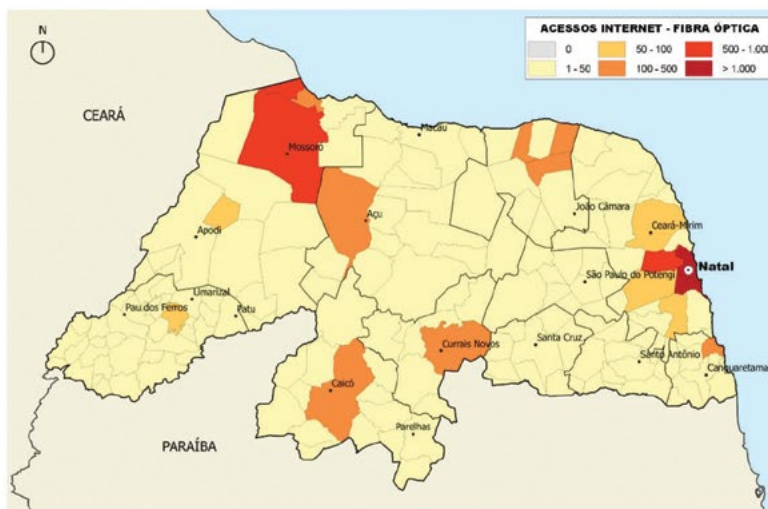 N
ACESSOS INTERNET - FIBRA ÓPTICA
0
50 - 100
500 - 1.000
1 - 50
100 - 500
> 1.000
CEARÁ
Macau
Mossoró
João Câmara
Açu
Ceará-Mirim
Apodi
Natal
São Paulo do Potengi
Umarizal
Pau dos Ferros
Patu
Santa Cruz
Currais Novos
Santo Antônio
Canguaretama
Caicó
Parelhas
PARAÍBA